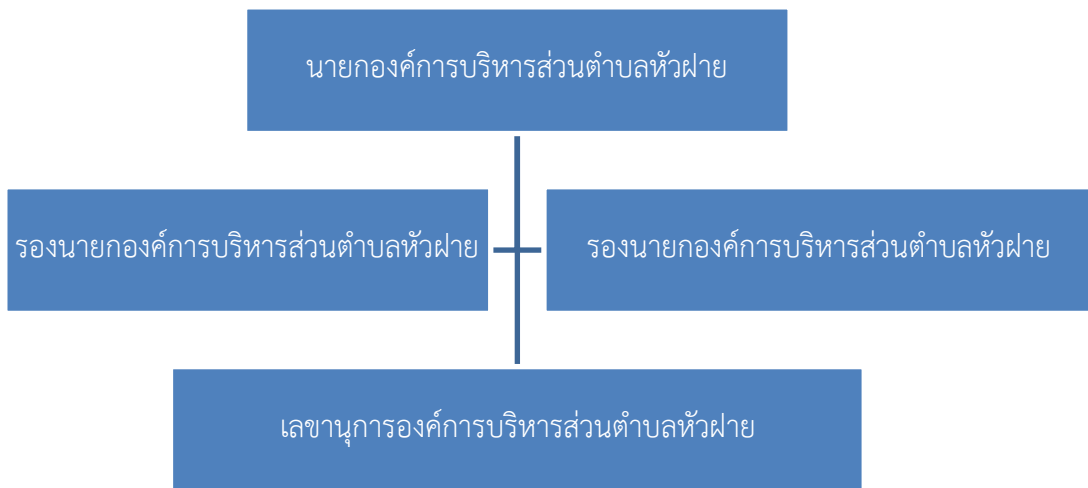 นายกองค์การบริหารส่วนตำบลหัวฝาย
รองนายกองค์การบริหารส่วนตำบลหัวฝาย
รองนายกองค์การบริหารส่วนตำบลหัวฝาย
เลขานุการองค์การบริหารส่วนตำบลหัวฝาย